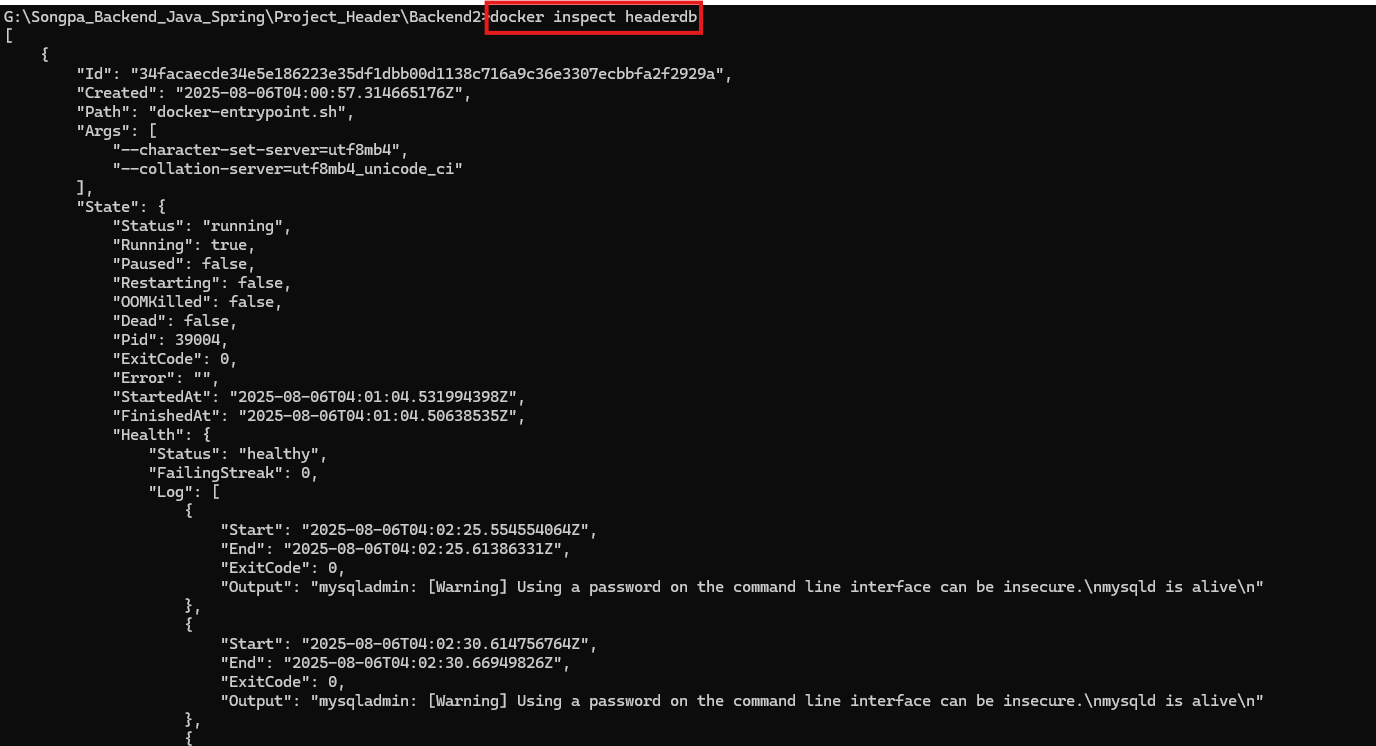 G:\Songpa_Backend_Java_Spring\Project_Header\Backend2>docker inspect headerdb
[
    {
        "Id": "34facaecde34e5e186223e35df1dbb00d1138c716a9c36e3307ecbbfa2f2929a",
        "Created": "2025-08-06T04:00:57.314665176Z",
        "Path": "docker-entrypoint.sh",
        "Args": [
            "--character-set-server=utf8mb4",
            "--collation-server=utf8mb4_unicode_ci"
        ],
        "State": {
            "Status": "running",
            "Running": true,
            "Paused": false,
            "Restarting": false,
            "OOMKilled": false,
            "Dead": false,
            "Pid": 39004,
            "ExitCode": 0,
            "Error": "",
            "StartedAt": "2025-08-06T04:01:04.531994398Z",
            "FinishedAt": "2025-08-06T04:01:04.50638535Z",
            "Health": {
                "Status": "healthy",
                "FailingStreak": 0,
                "Log": [
                    {
                        "Start": "2025-08-06T04:02:25.554554064Z",
                        "End": "2025-08-06T04:02:25.61386331Z",
                        "ExitCode": 0,
                        "Output": "mysqladmin: [Warning] Using a password on the command line interface can be insecure.\nmysqld is alive\n"
                    },
                    {
                        "Start": "2025-08-06T04:02:30.614756764Z",
                        "End": "2025-08-06T04:02:30.66949826Z",
                        "ExitCode": 0,
                        "Output": "mysqladmin: [Warning] Using a password on the command line interface can be insecure.\nmysqld is alive\n"
                    },
                    {